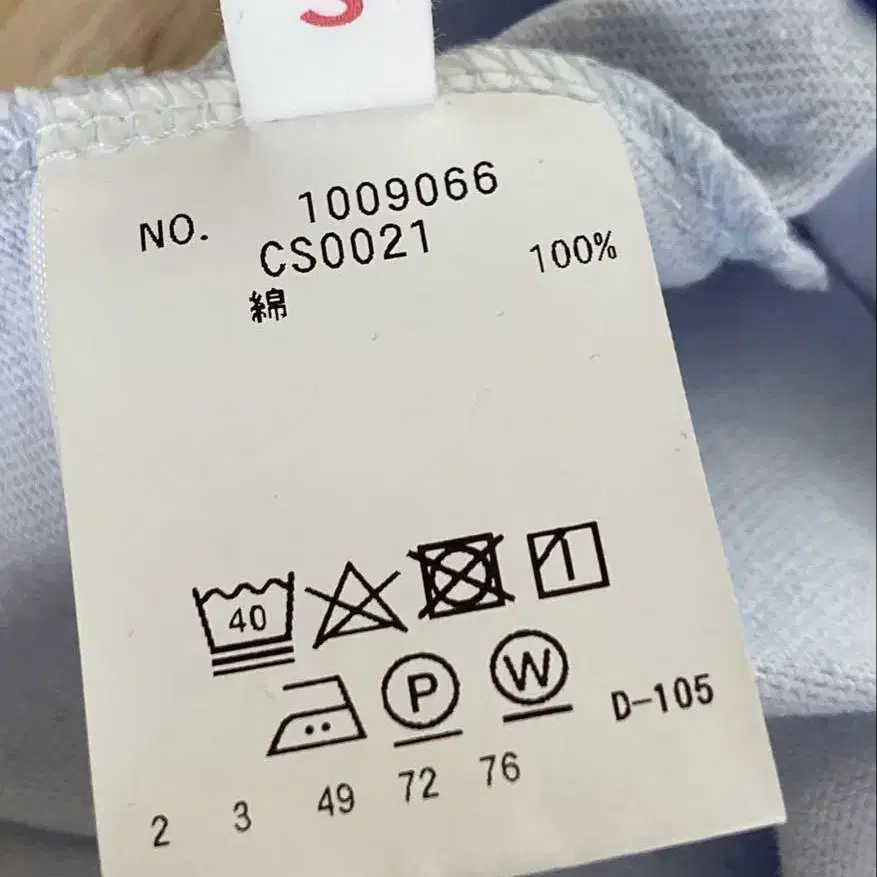 S
NO. 1009066
CS0021
綿 100%
40
P W D-105
2 3 49 72 76